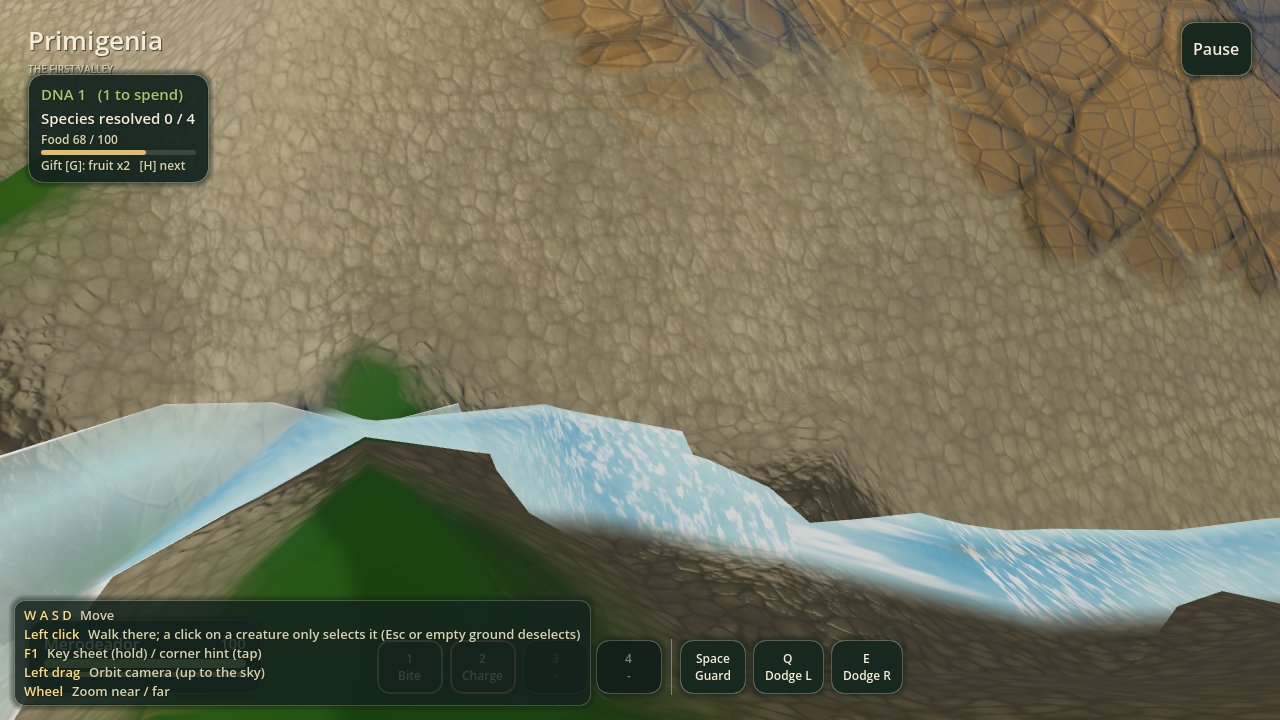 Primigenia
THE FIRST VALLEY
DNA 1 (1 to spend)
Species resolved 0 / 4
Food 68 / 100
Gift [G]: fruit x2 [H] next
Pause
W A S D Move
Left click Walk there; a click on a creature only selects it (Esc or empty ground deselects)
F1 Key sheet (hold) / corner hint (tap)
Left drag Orbit camera (up to the sky)
Wheel Zoom near / far
Merodeador 100
1
Bite
2
Charge
3
-
4
-
Space
Guard
Q
Dodge L
E
Dodge R